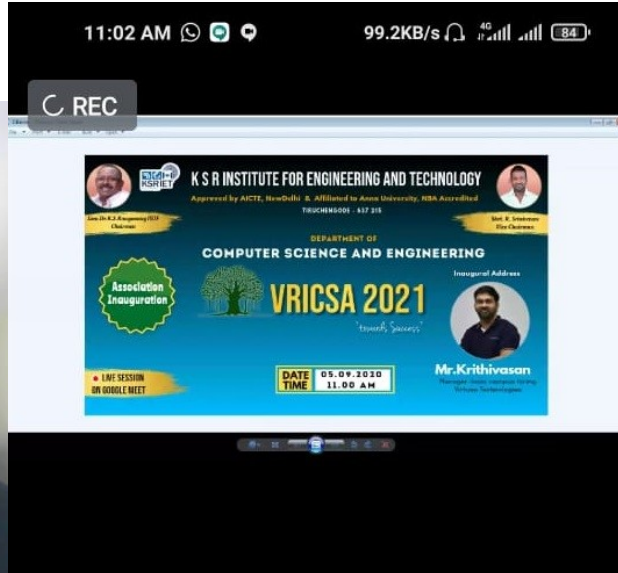 11:02 AM
99.2KB/s 4G 84
REC
KSRIET
K S R INSTITUTE FOR ENGINEERING AND TECHNOLOGY
Approved by AICTE, NewDelhi & Affiliated to Anna University, NBA Accredited
TIRUCHENGODE - 637 215
Chairman
Vice Chairman
DEPARTMENT OF
COMPUTER SCIENCE AND ENGINEERING
Association
Inauguration
VRICSA 2021
"towards Success"
Inaugural Address
Mr.Krithivasan
LIVE SESSION
ON GOOGLE MEET
DATE 05.09.2020
TIME 11.00 AM